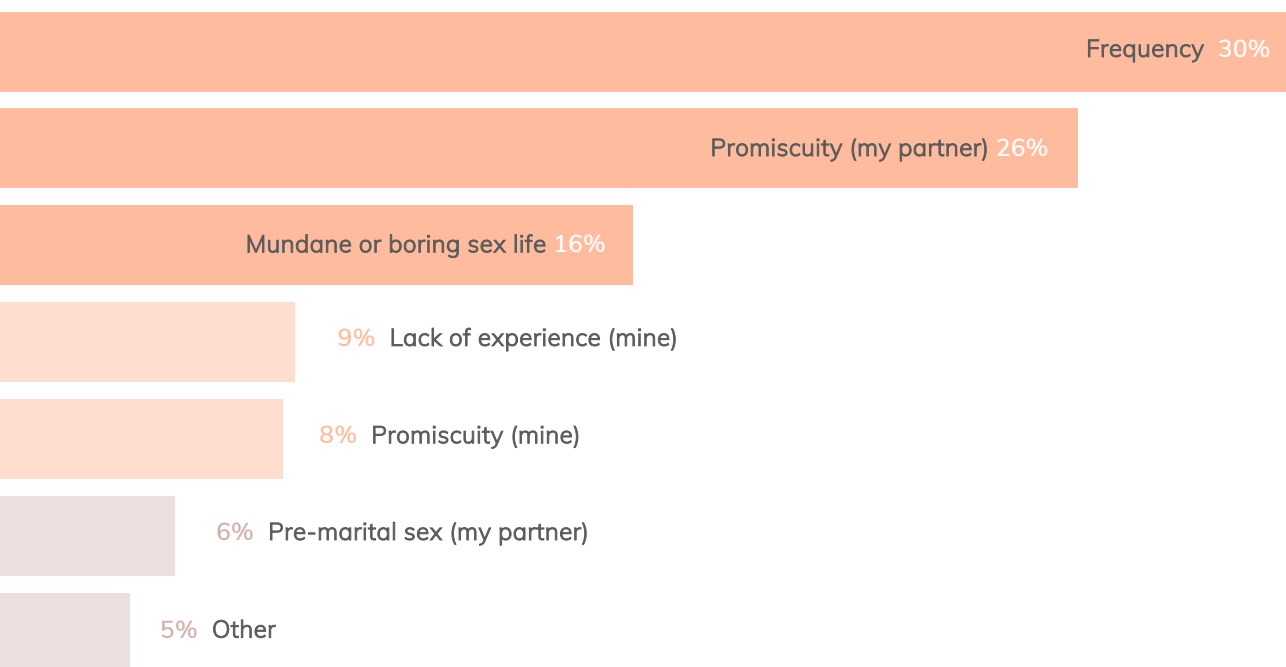 Frequency 30%
Promiscuity (my partner) 26%
Mundane or boring sex life 16%
9% Lack of experience (mine)
8% Promiscuity (mine)
6% Pre-marital sex (my partner)
5% Other